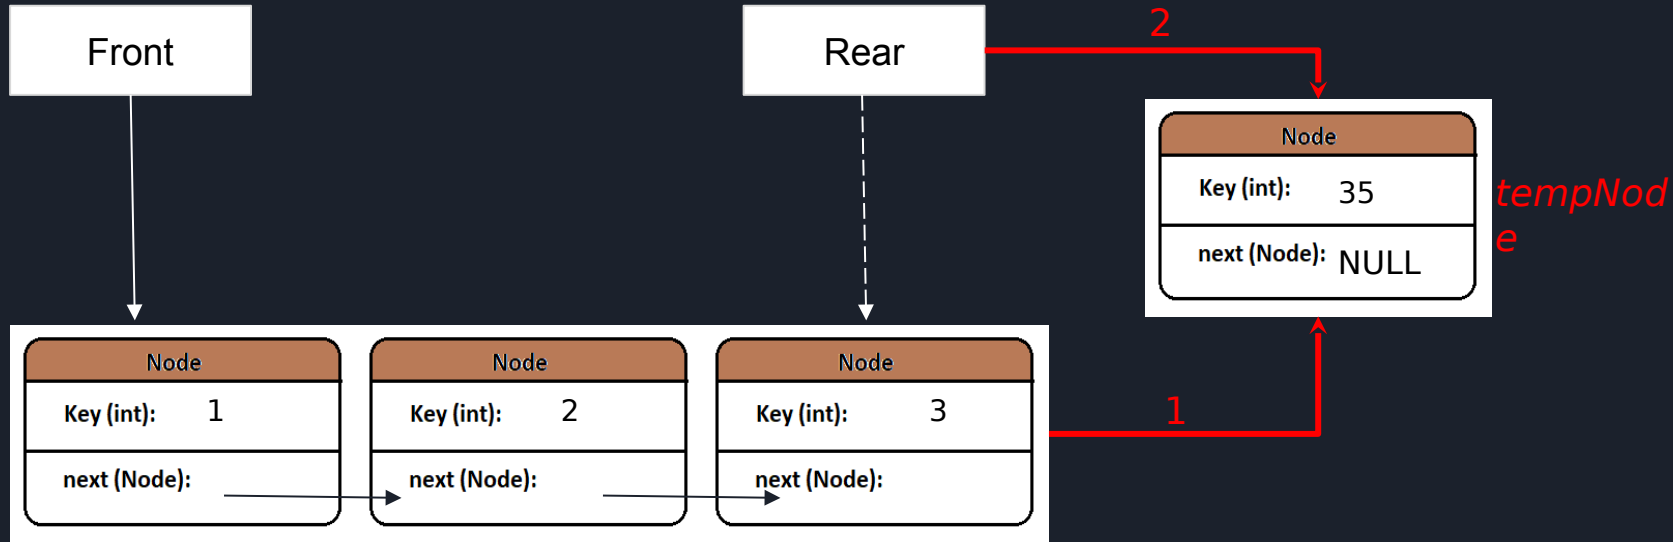 Front
Rear
2
Node
Key (int): 35
next (Node): NULL
tempNod
e
1
Node
Key (int): 1
next (Node):
Node
Key (int): 2
next (Node):
Node
Key (int): 3
next (Node):